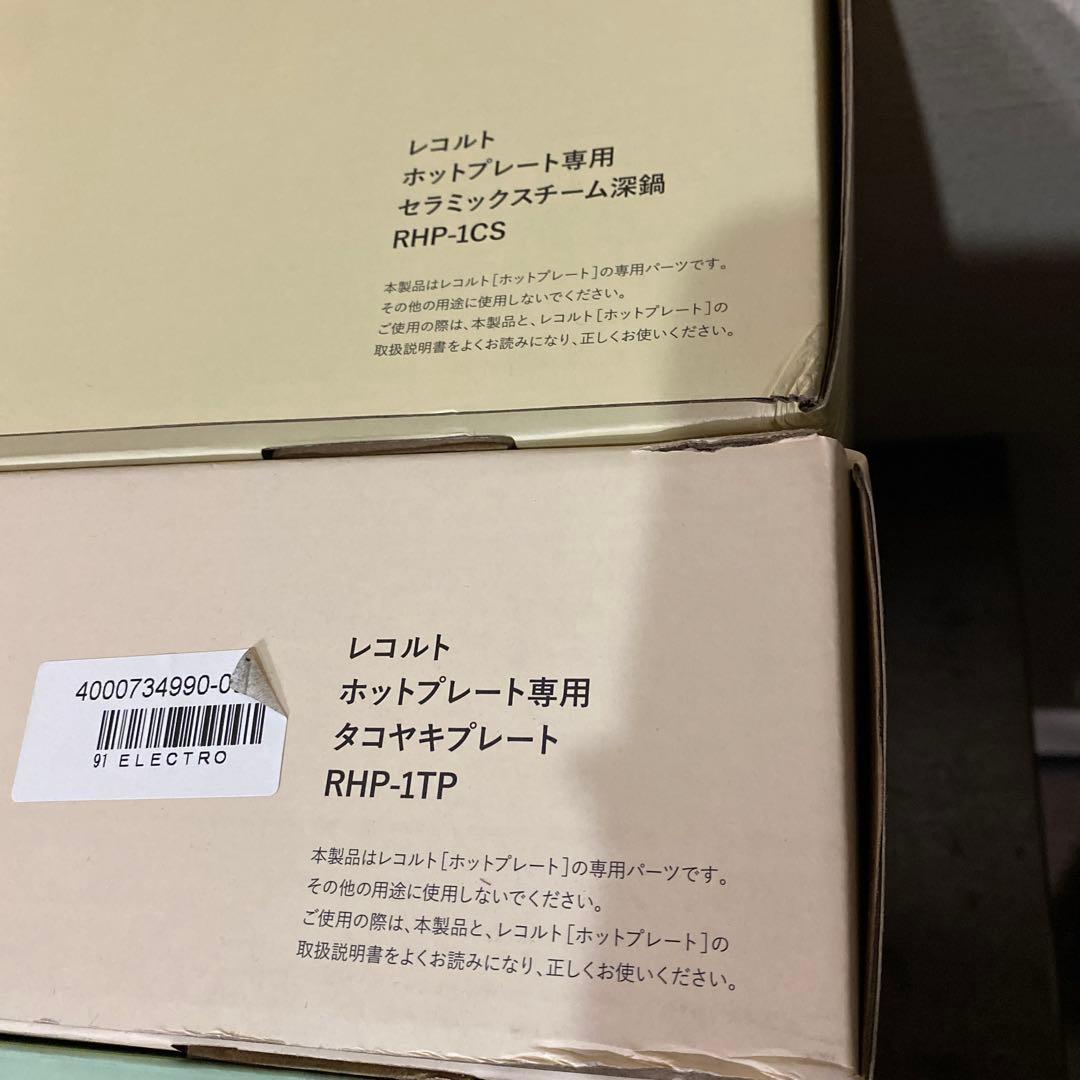 レコルト
ホットプレート専用
セラミックスチーム深鍋
RHP-1CS
本製品はレコルト[ホットプレート]の専用パーツです。
その他の用途に使用しないでください。
ご使用の際は、本製品と、レコルト[ホットプレート]の
取扱説明書をよくお読みになり、正しくお使いください。
4000734990-0
91 ELECTRO
レコルト
ホットプレート専用
タコヤキプレート
RHP-1TP
本製品はレコルト[ホットプレート]の専用パーツです。
その他の用途に使用しないでください。
ご使用の際は、本製品と、レコルト[ホットプレート]の
取扱説明書をよくお読みになり、正しくお使いください。